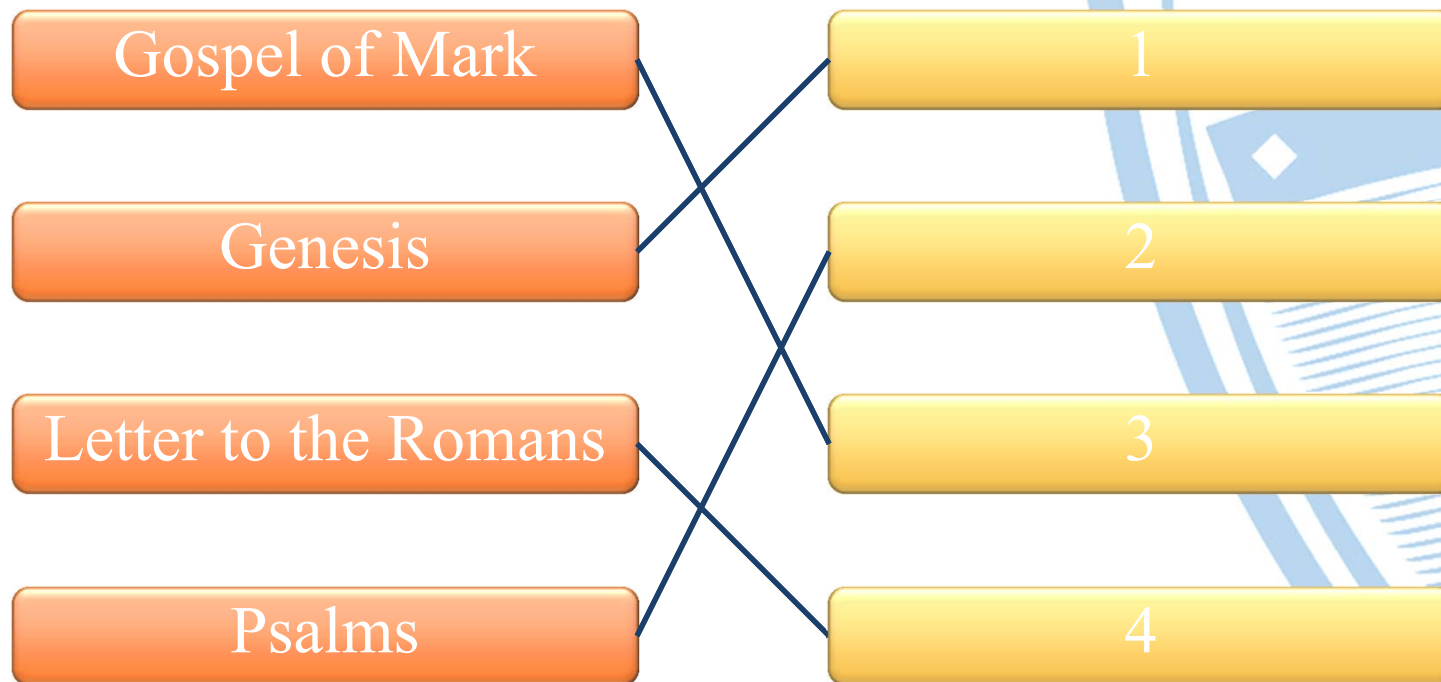 Gospel of Mark
1
Genesis
2
Letter to the Romans
3
Psalms
4